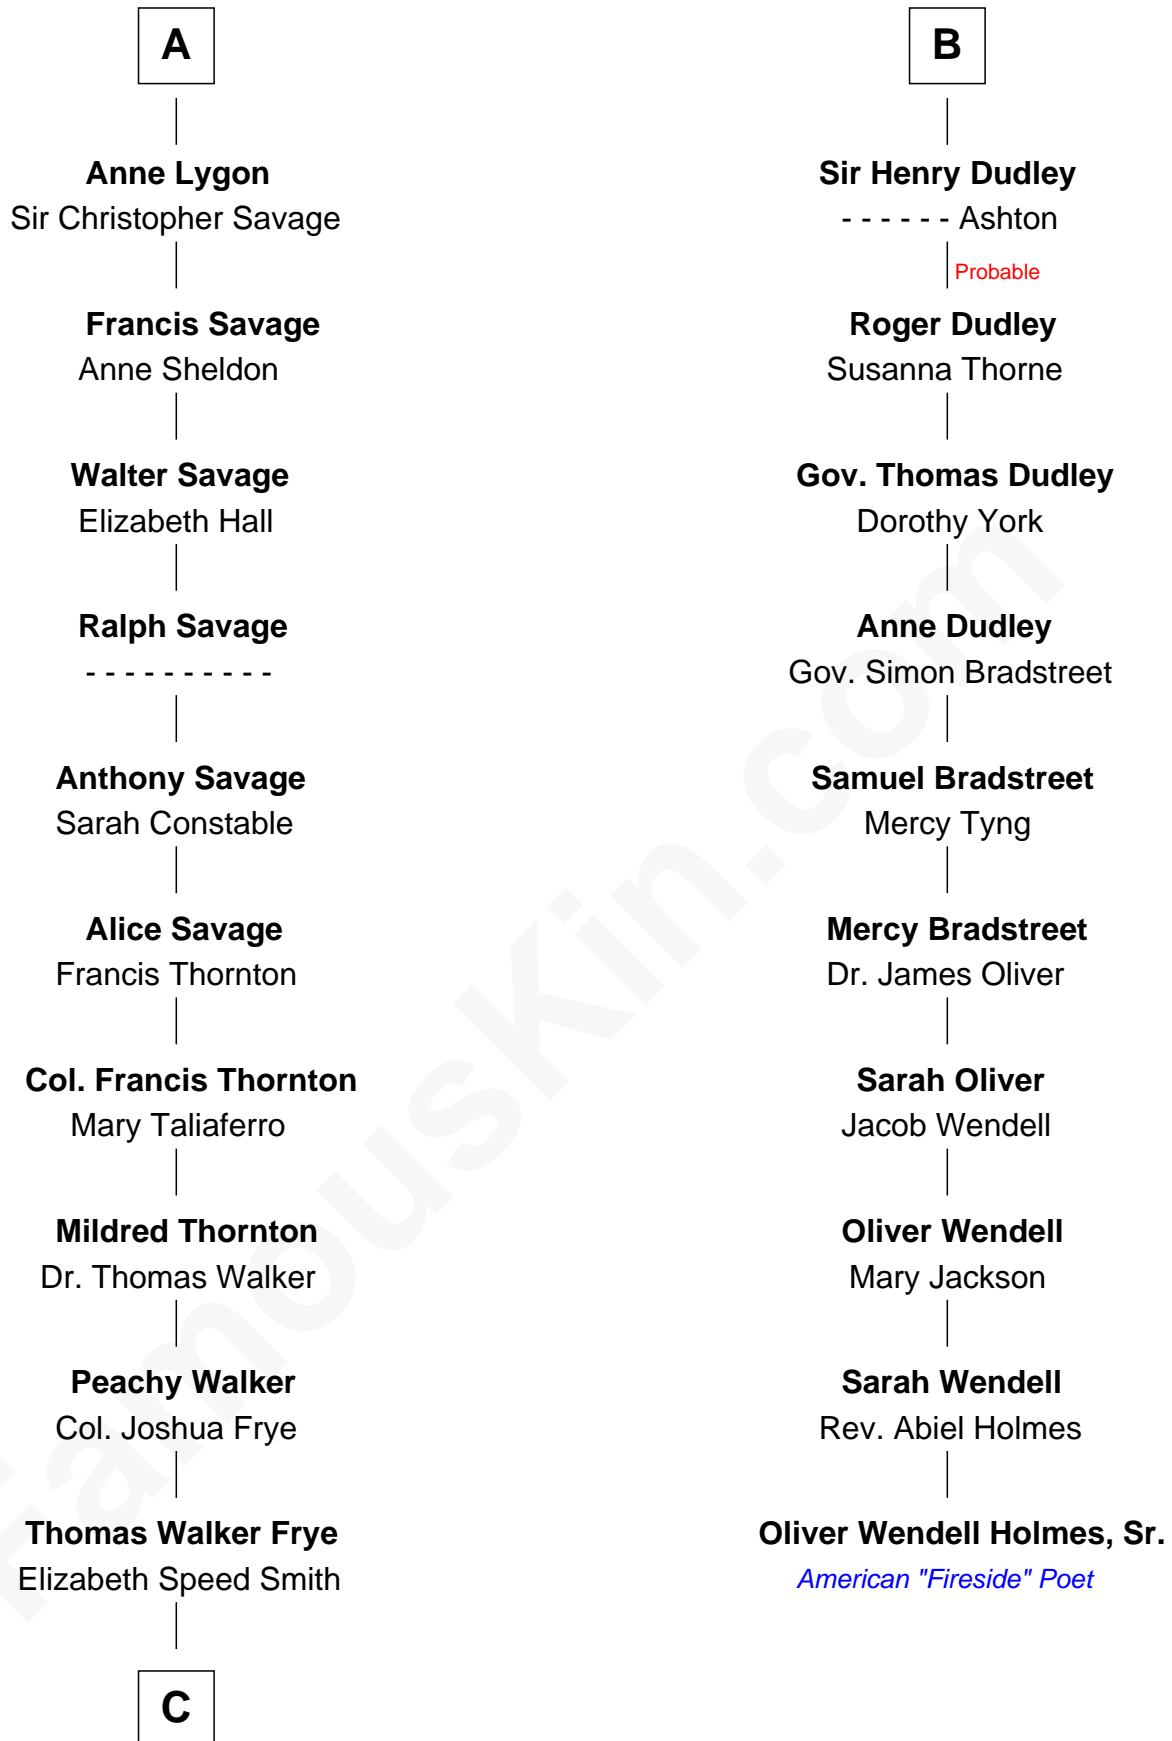 A
Anne Lygon
Sir Christopher Savage
Francis Savage
Anne Sheldon
Walter Savage
Elizabeth Hall
Ralph Savage
- - - - - - - - - -
Anthony Savage
Sarah Constable
Alice Savage
Francis Thornton
Col. Francis Thornton
Mary Taliaferro
Mildred Thornton
Dr. Thomas Walker
Peachy Walker
Col. Joshua Frye
Thomas Walker Frye
Elizabeth Speed Smith
C
B
Sir Henry Dudley
- - - - - - Ashton
Probable
Roger Dudley
Susanna Thorne
Gov. Thomas Dudley
Dorothy York
Anne Dudley
Gov. Simon Bradstreet
Samuel Bradstreet
Mercy Tyng
Mercy Bradstreet
Dr. James Oliver
Sarah Oliver
Jacob Wendell
Oliver Wendell
Mary Jackson
Sarah Wendell
Rev. Abiel Holmes
Oliver Wendell Holmes, Sr.
American "Fireside" Poet
FamousKin.com